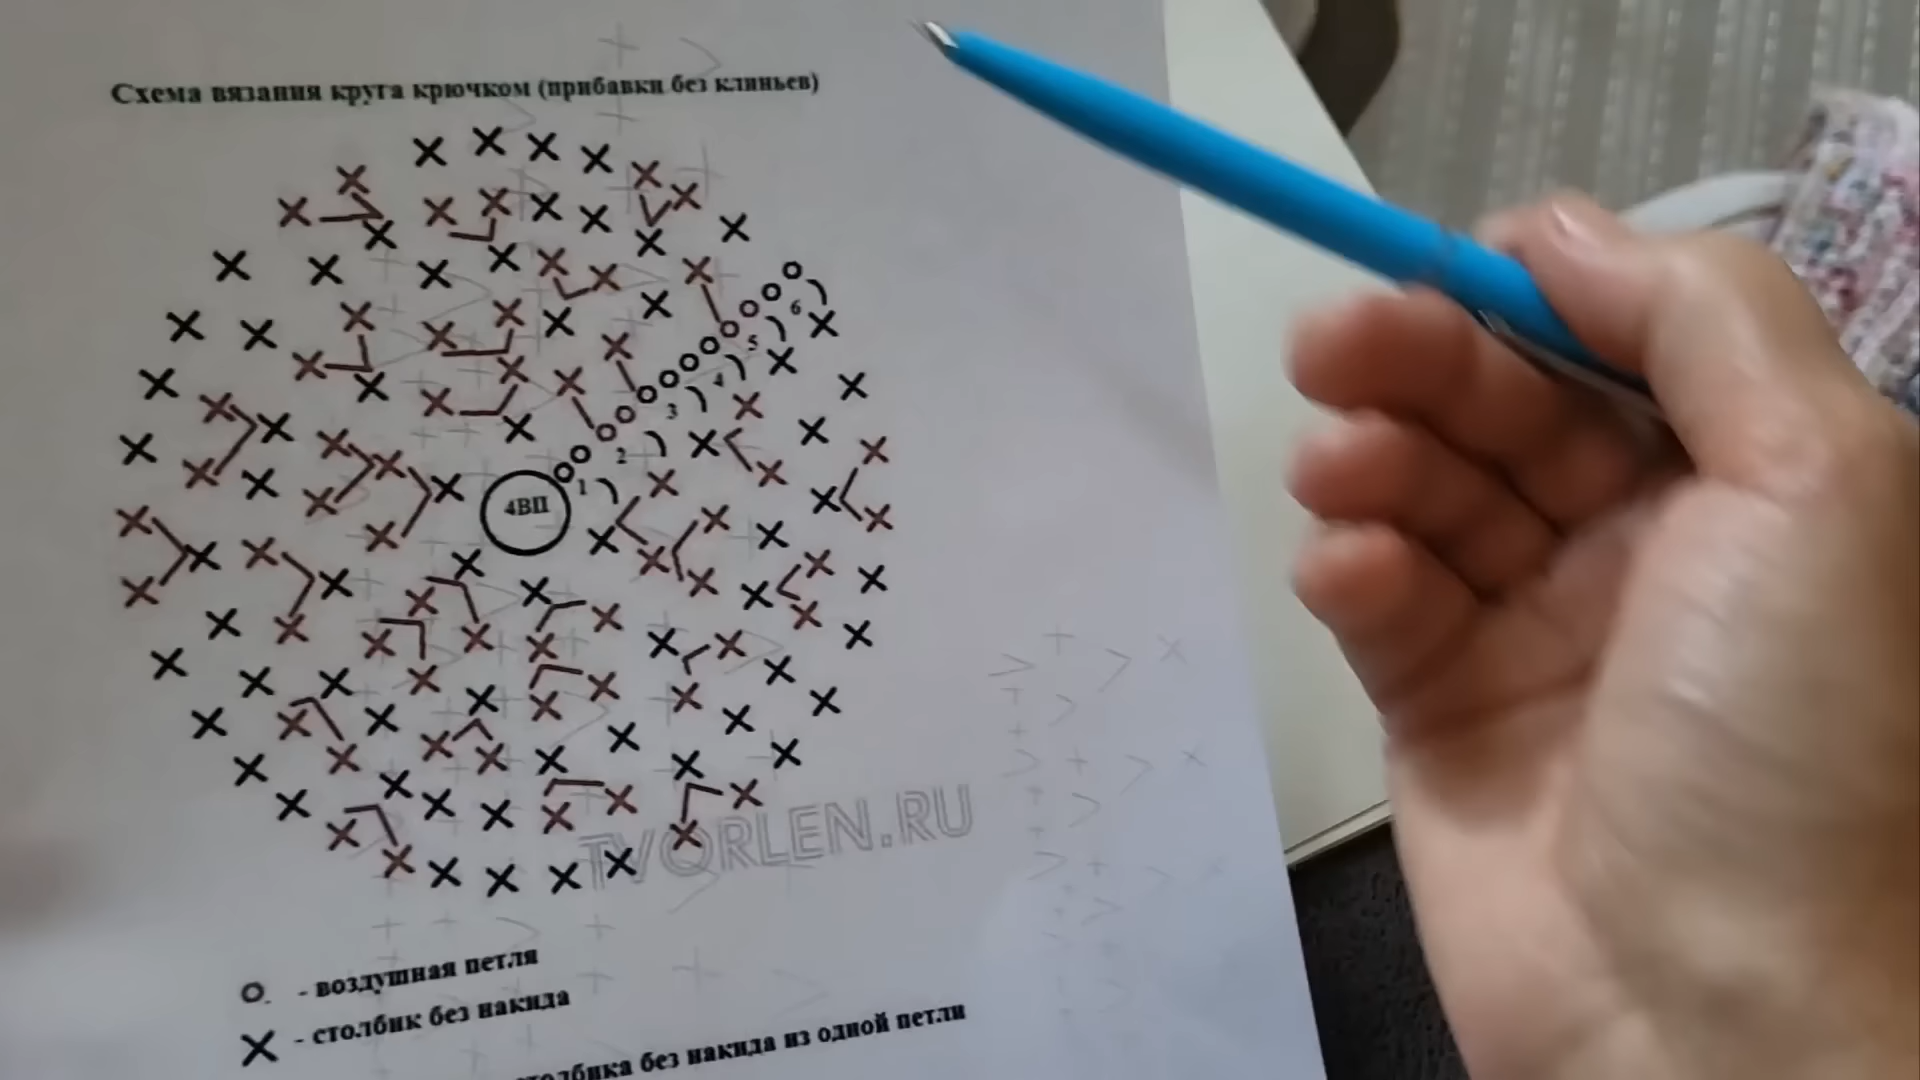 Схема вязания круга крючком (прибавки без клиньев)
6
5
4
3
2
1
4ВП
TVORLEN.RU
- воздушная петля
- столбик без накида
столбика без накида из одной петли